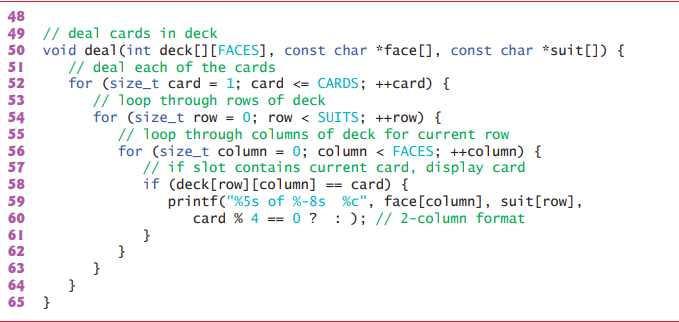 48
49 // deal cards in deck
50 void deal(int deck[][FACES], const char *face[], const char *suit[]) {
51 // deal each of the cards
52 for (size_t card = 1; card <= CARDS; ++card) {
53 // loop through rows of deck
54 for (size_t row = 0; row < SUITS; ++row) {
55 // loop through columns of deck for current row
56 for (size_t column = 0; column < FACES; ++column) {
57 // if slot contains current card, display card
58 if (deck[row][column] == card) {
59 printf("%5s of %-8s %c", face[column], suit[row],
60 card % 4 == 0 ? : ); // 2-column format
61 }
62 }
63 }
64 }
65 }